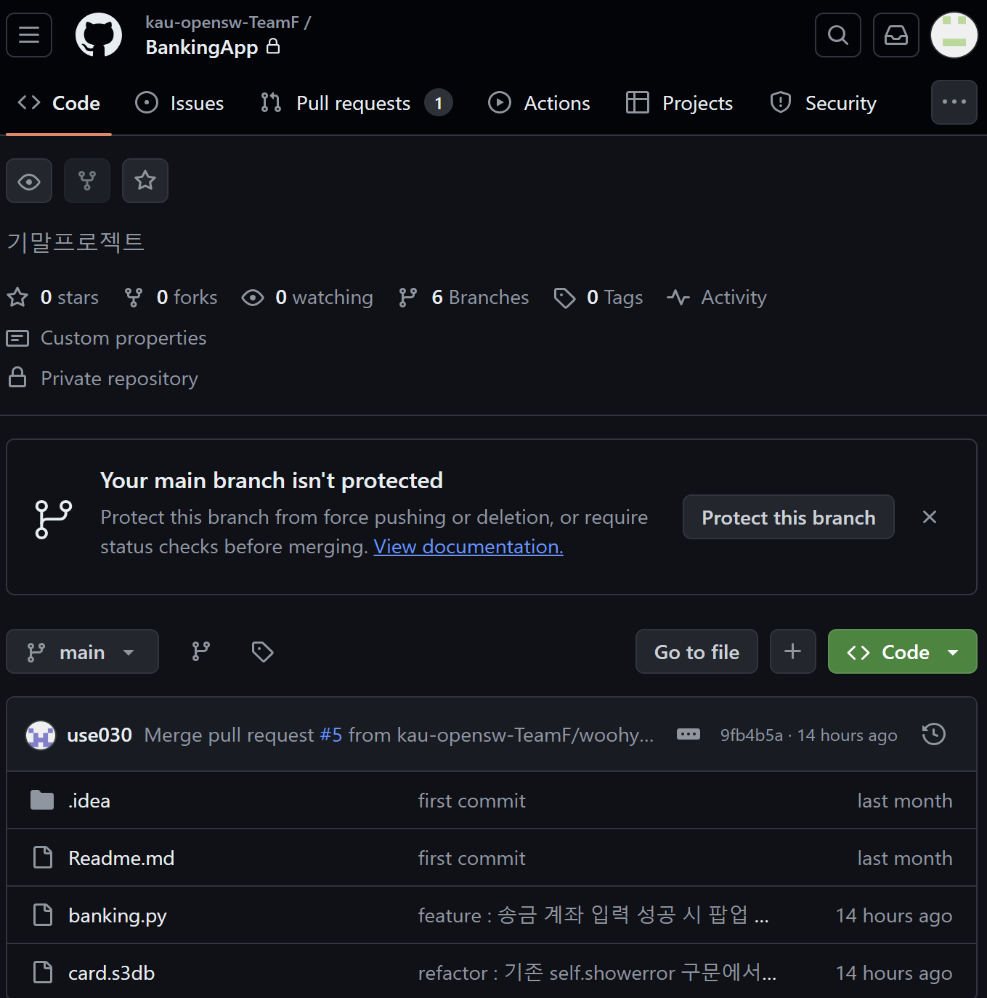 kau-opensw-TeamF /
BankingApp
Code Issues Pull requests 1 Actions Projects Security
기말프로젝트
0 stars 0 forks 0 watching 6 Branches 0 Tags Activity
Custom properties
Private repository
Your main branch isn't protected
Protect this branch from force pushing or deletion, or require
status checks before merging. View documentation.
Protect this branch
main Go to file Code
use030 Merge pull request #5 from kau-opensw-TeamF/woohy... 9fb4b5a · 14 hours ago
.idea first commit last month
Readme.md first commit last month
banking.py feature : 송금 계좌 입력 성공 시 팝업 ... 14 hours ago
card.s3db refactor : 기존 self.showerror 구문에서... 14 hours ago